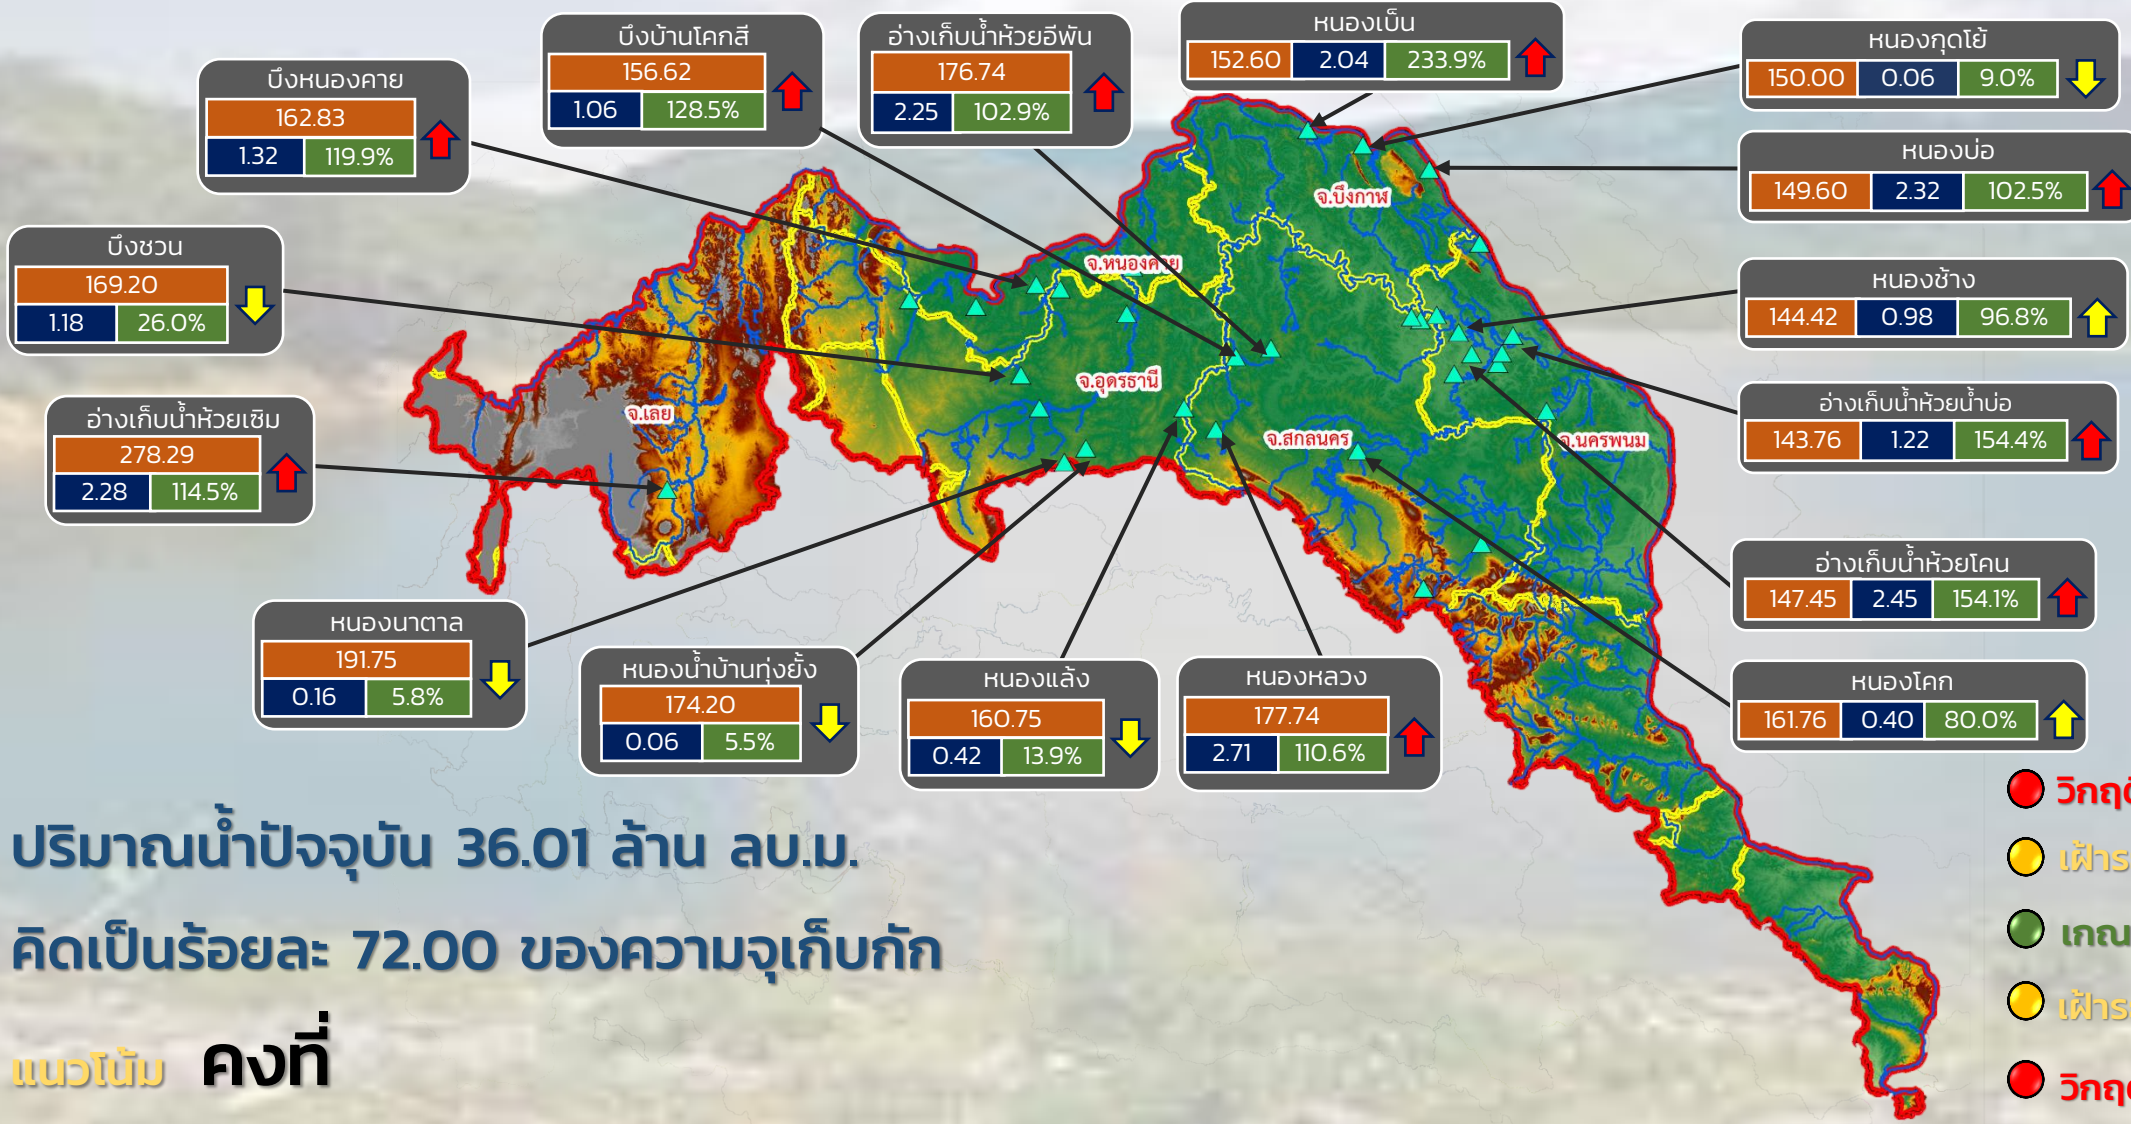 บึงหนองคาย
162.83
1.32 119.9%
บึงบ้านโคกสี
156.62
1.06 128.5%
อ่างเก็บน้ำห้วยอีพัน
176.74
2.25 102.9%
หนองเบ็น
152.60 2.04 233.9%
หนองกุดโย้
150.00 0.06 9.0%
หนองบ่อ
149.60 2.32 102.5%
บึงชวน
169.20
1.18 26.0%
หนองช้าง
144.42 0.98 96.8%
อ่างเก็บน้ำห้วยเซิม
278.29
2.28 114.5%
อ่างเก็บน้ำห้วยน้ำบ่อ
143.76 1.22 154.4%
อ่างเก็บน้ำห้วยโคน
147.45 2.45 154.1%
หนองนาตาล
191.75
0.16 5.8%
หนองน้ำบ้านทุ่งยั้ง
174.20
0.06 5.5%
หนองแล้ง
160.75
0.42 13.9%
หนองหลวง
177.74
2.71 110.6%
หนองโคก
161.76 0.40 80.0%
จ.บึงกาฬ
จ.หนองคาย
จ.อุดรธานี
จ.เลย
จ.สกลนคร
จ.นครพนม
ปริมาณน้ำปัจจุบัน 36.01 ล้าน ลบ.ม.
คิดเป็นร้อยละ 72.00 ของความจุเก็บกัก
แนวโน้ม คงที่